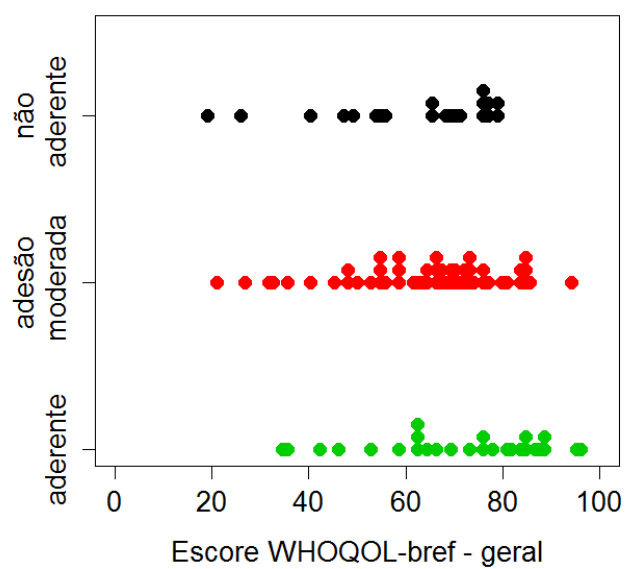 não
aderente
adesão
moderada
aderente
0 20 40 60 80 100
Escore WHOQOL-bref - geral